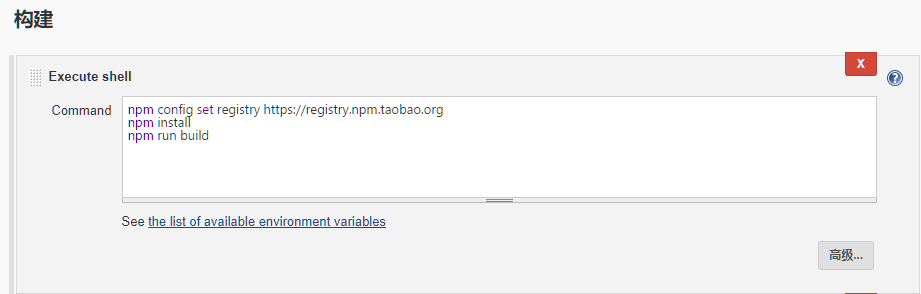 构建
X
Execute shell
?
Command
npm config set registry https://registry.npm.taobao.org
npm install
npm run build
See the list of available environment variables
高级...